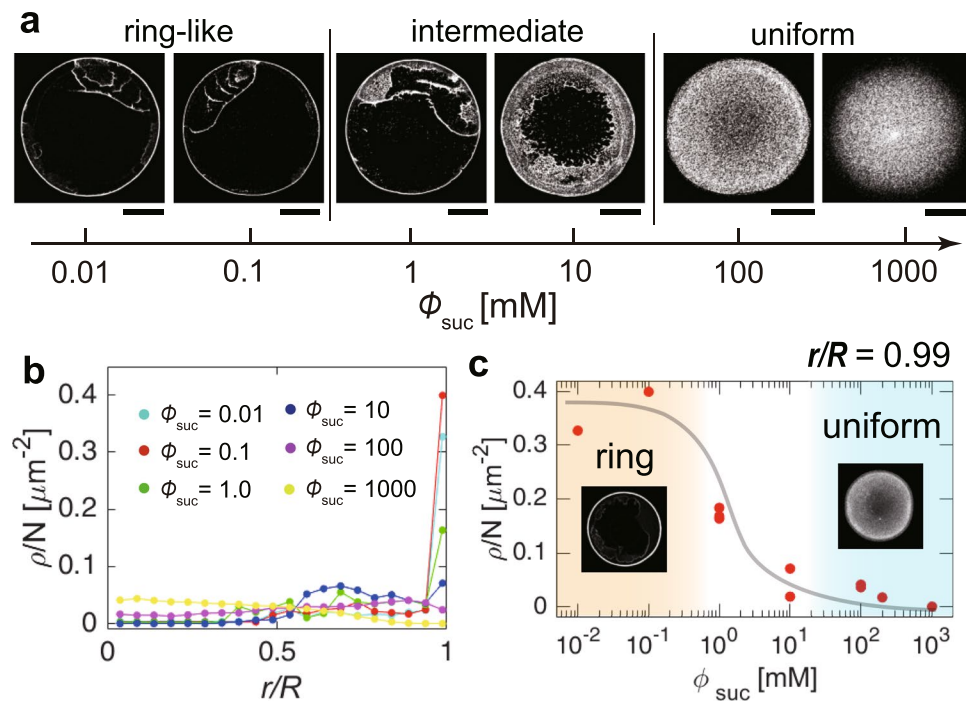 a
ring-like intermediate uniform
0.01 0.1 1 10 100 1000
Φsuc [mM]
b
ρ/N [μm⁻²]
0.4
0.3
0.2
0.1
0
Φsuc = 0.01 Φsuc = 10
Φsuc = 0.1 Φsuc = 100
Φsuc = 1.0 Φsuc = 1000
0 0.5 1
r/R
c
r/R = 0.99
ρ/N [μm⁻²]
0.4
0.3
0.2
0.1
0
ring
uniform
10⁻² 10⁻¹ 10⁰ 10¹ 10² 10³
ϕ suc [mM]